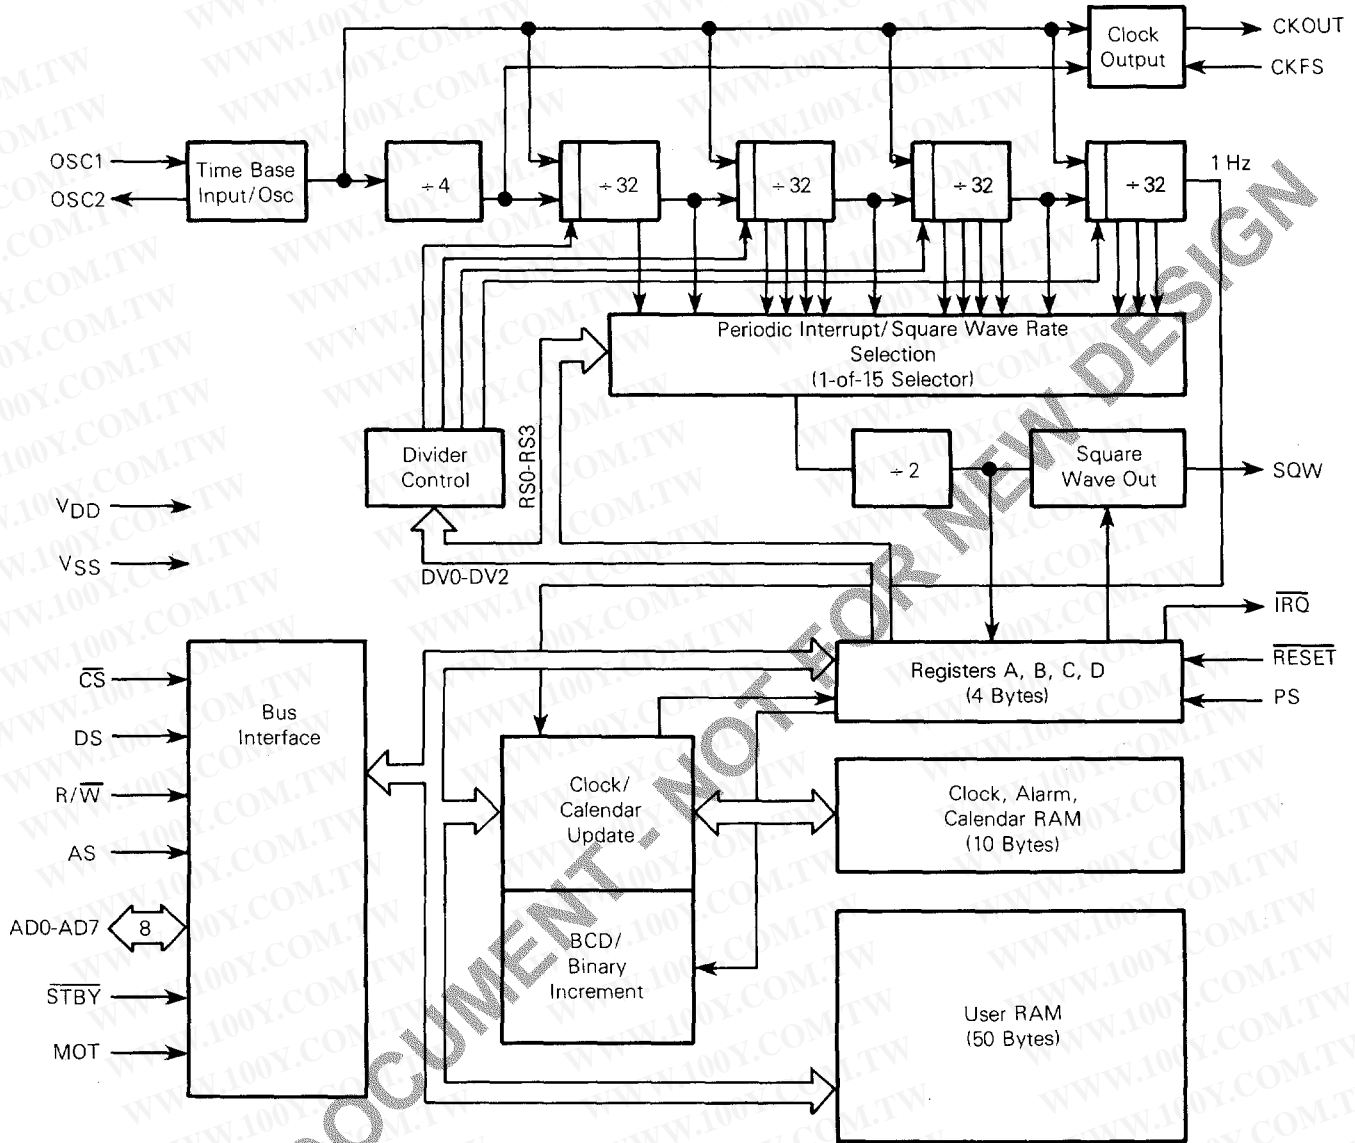 CKOUT
Clock
Output
CKFS
OSC1
Time Base
Input/Osc
÷4
÷32
÷32
÷32
÷32
1 Hz
OSC2
Periodic Interrupt/Square Wave Rate
Selection
(1-of-15 Selector)
RS0-RS3
Divider
Control
÷2
Square
Wave Out
SQW
VDD
VSS
DV0-DV2
IRQ
RESET
PS
Registers A, B, C, D
(4 Bytes)
CS
DS
R/W
AS
AD0-AD7
8
STBY
MOT
Bus
Interface
Clock/
Calendar
Update
Clock, Alarm,
Calendar RAM
(10 Bytes)
BCD/
Binary
Increment
User RAM
(50 Bytes)
DOCUMENT - NOT FOR NEW DESIGN
WWW.100Y.COM.TW